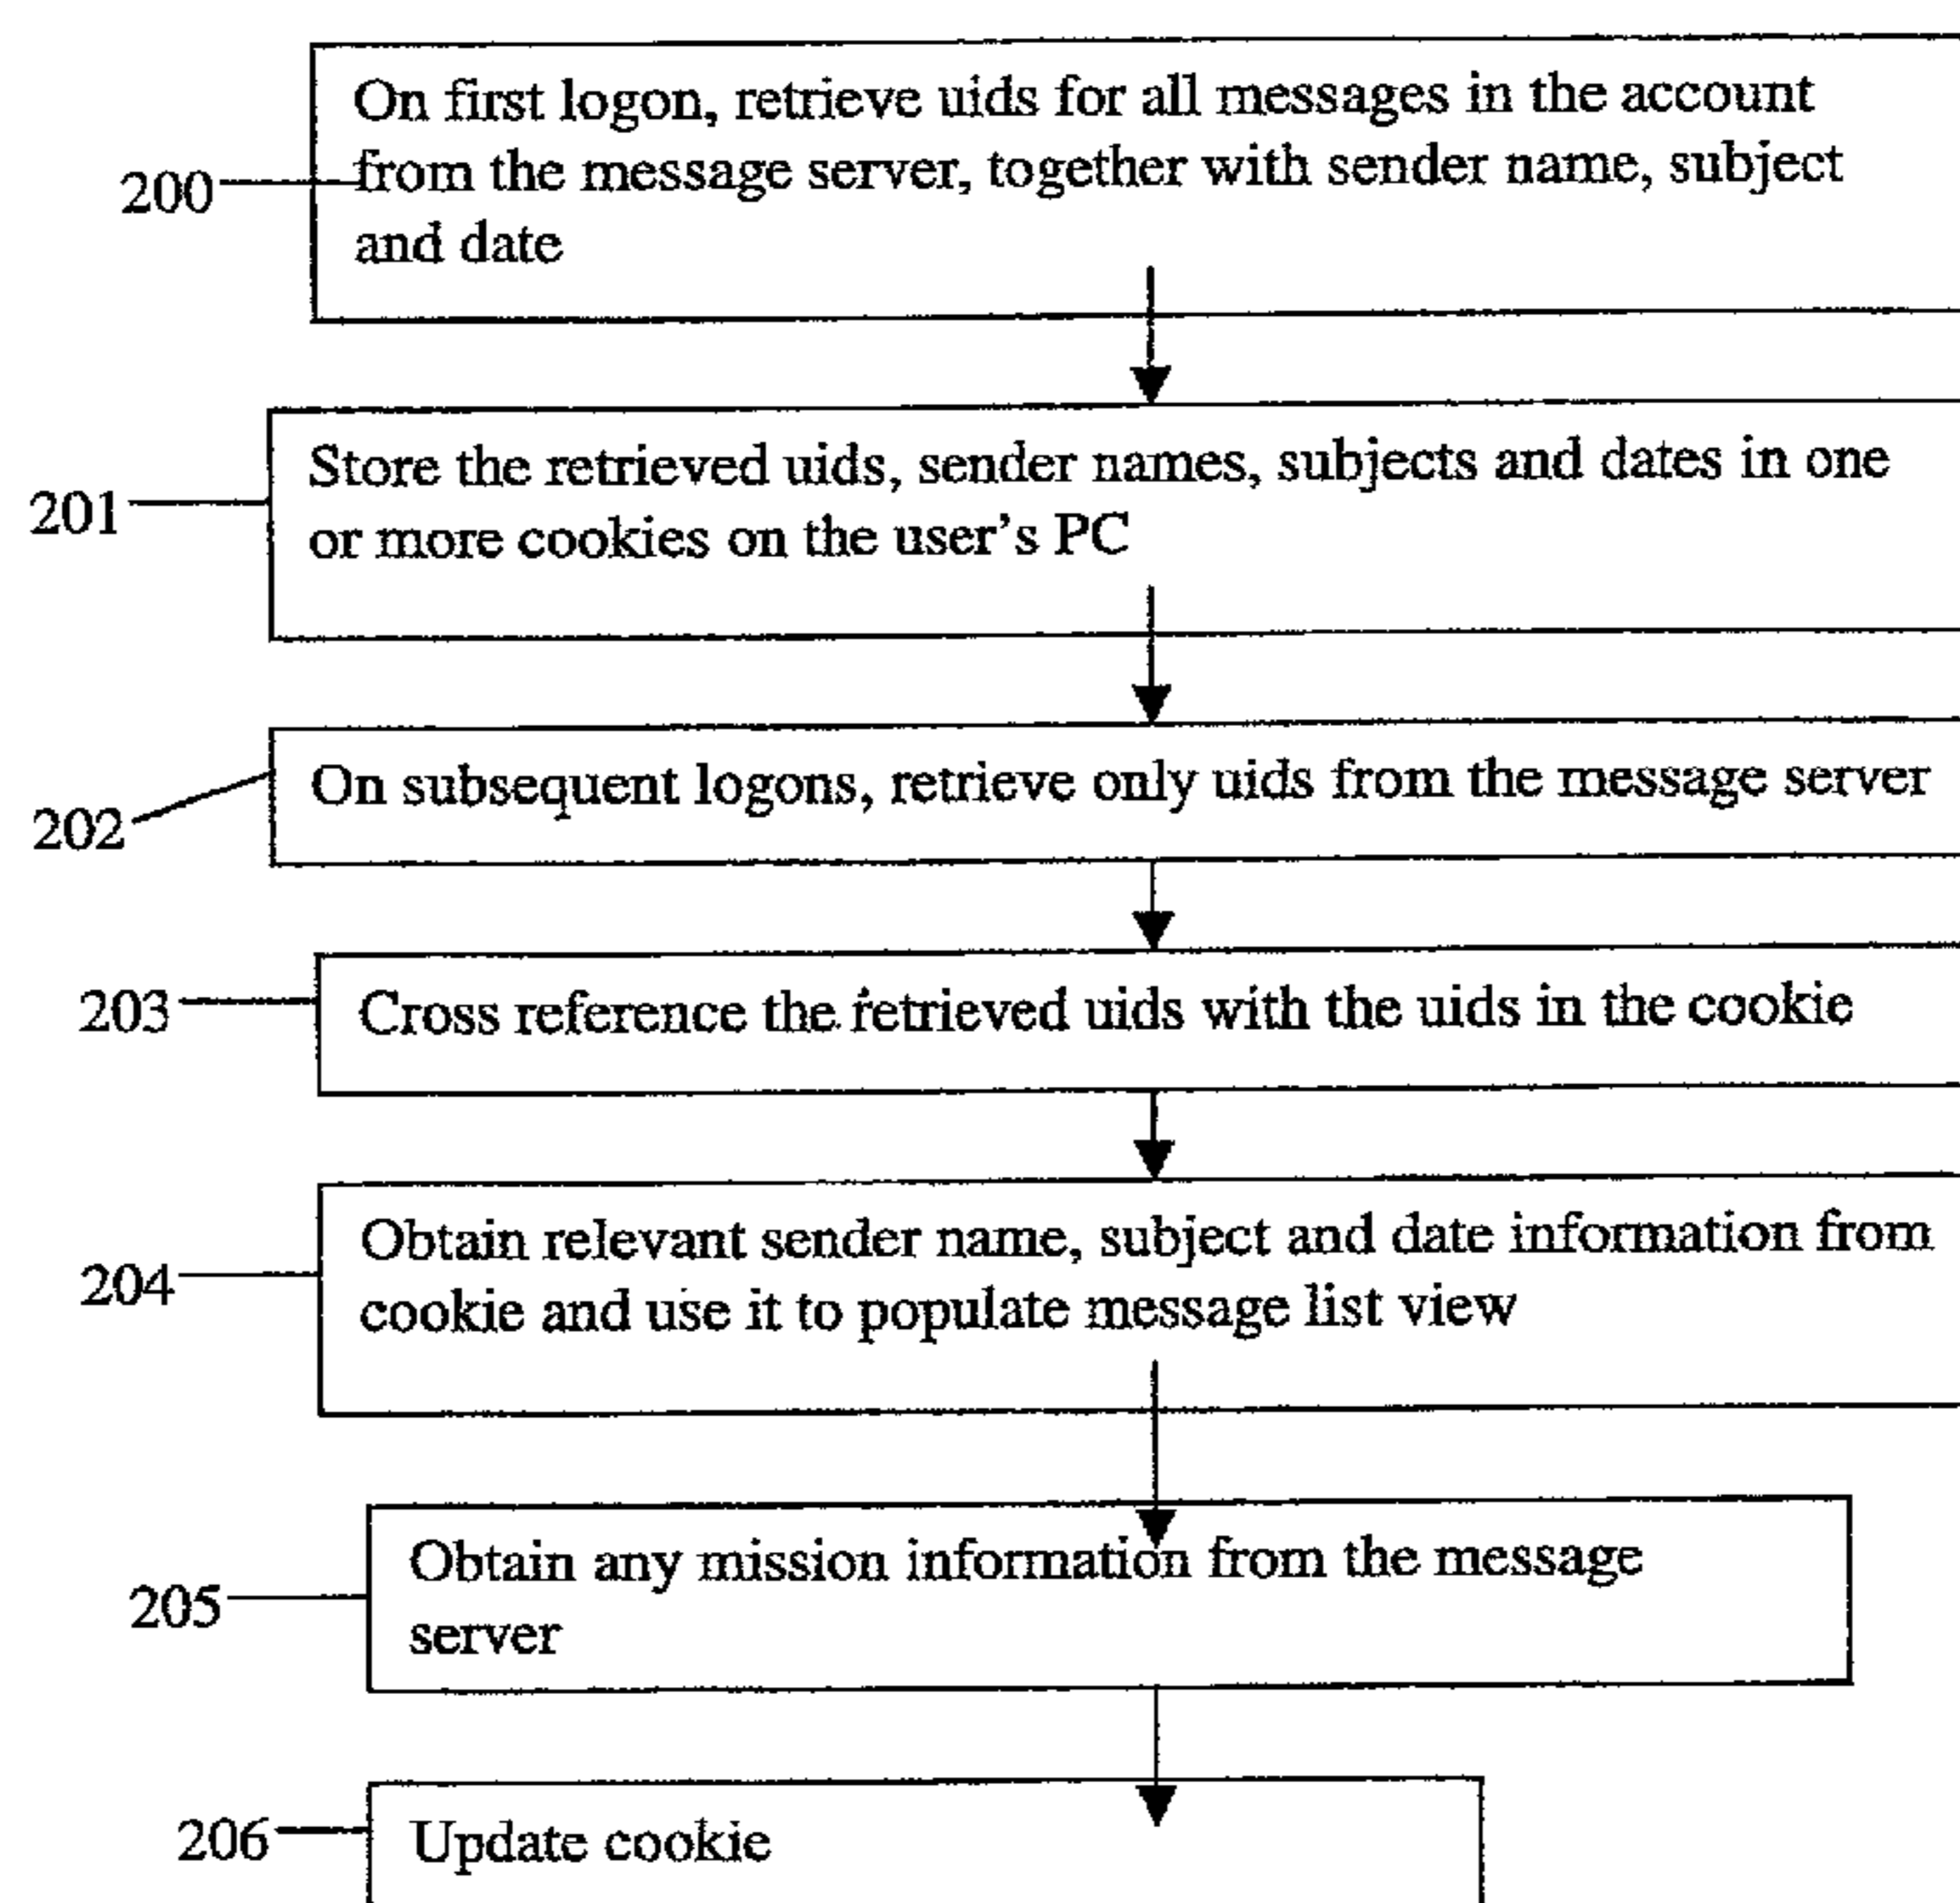 On first logon, retrieve uids for all messages in the account
200 from the message server, together with sender name, subject
and date
Store the retrieved uids, sender names, subjects and dates in one
201 or more cookies on the user's PC
On subsequent logons, retrieve only uids from the message server
202
203 Cross reference the retrieved uids with the uids in the cookie
Obtain relevant sender name, subject and date information from
204 cookie and use it to populate message list view
Obtain any mission information from the message
205 server
206 Update cookie